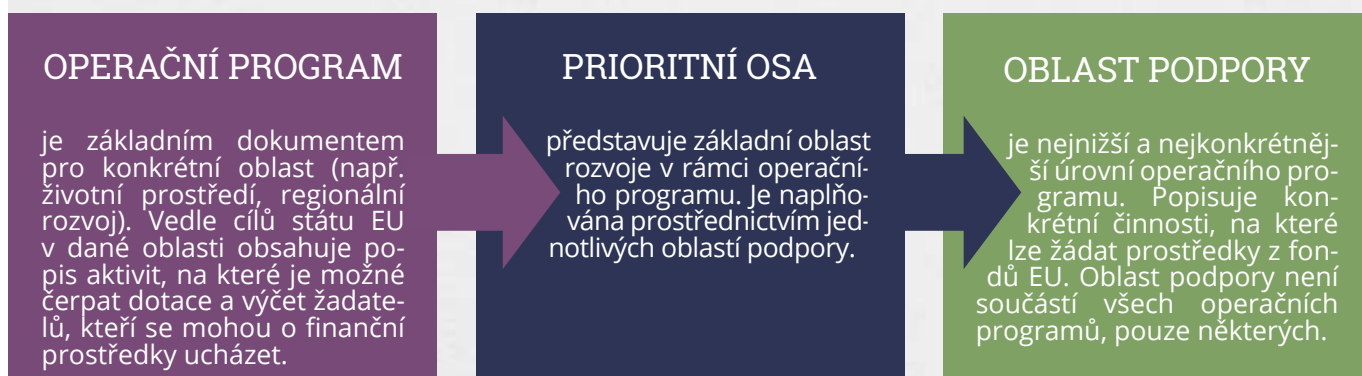 OPERAČNÍ PROGRAM
je základním dokumentem
pro konkrétní oblast (např.
životní prostředí, regionální
rozvoj). Vedle cílů státu EU
v dané oblasti obsahuje po-
pis aktivit, na které je možné
čerpat dotace a výčet žadate-
lů, kteří se mohou o finanční
prostředky ucházet.
PRIORITNÍ OSA
představuje základní oblast
rozvoje v rámci operační-
ho programu. Je naplňo-
vána prostřednictvím jed-
notlivých oblastí podpory.
OBLAST PODPORY
je nejnižší a nejkonkrétněj-
ší úrovní operačního pro-
gramu. Popisuje kon-
krétní činnosti, na které
lze žádat prostředky z fon-
dů EU. Oblast podpory není
součástí všech operačních
programů, pouze některých.